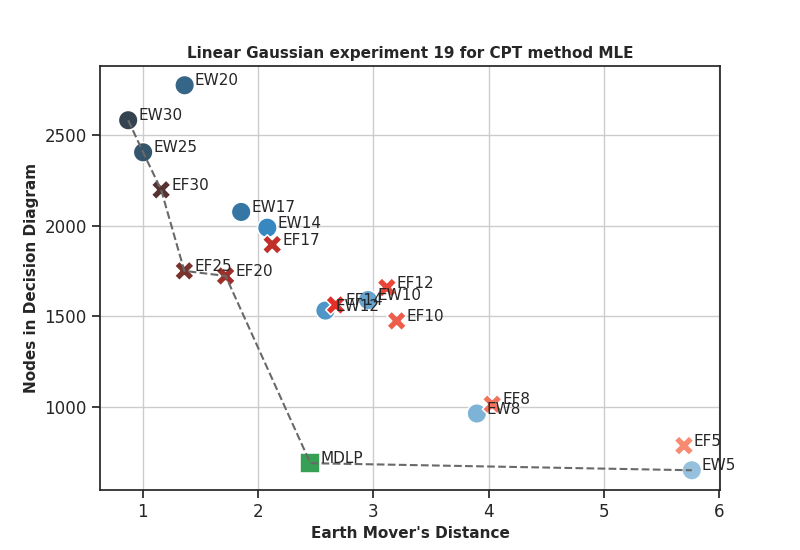 Linear Gaussian experiment 19 for CPT method MLE
Nodes in Decision Diagram
2500
2000
1500
1000
EW20
EW30
EW25
EF30
EW17
EW14
EF17
EF25
EF20
EF12
EW10
EF14
EW12
EF10
EF8
EW8
EF5
MDLP
EW5
1
2
3
4
5
6
Earth Mover's Distance